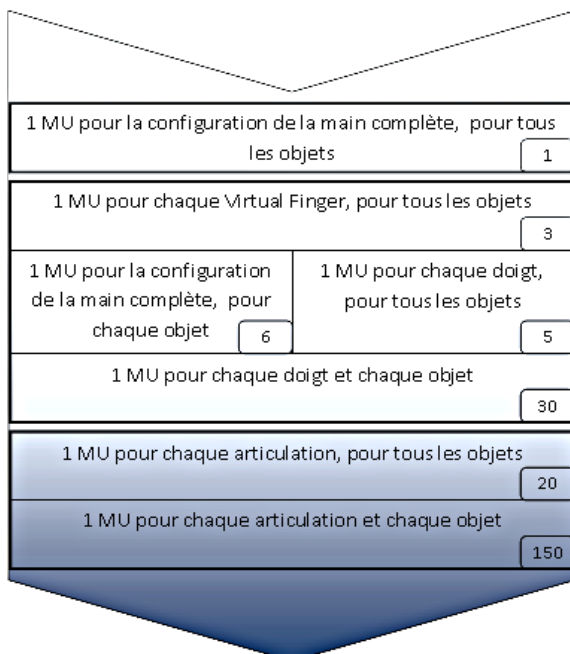 1 MU pour la configuration de la main complète, pour tous
les objets
1
1 MU pour chaque Virtual Finger, pour tous les objets
3
1 MU pour la configuration
de la main complète, pour
chaque objet
6
1 MU pour chaque doigt,
pour tous les objets
5
1 MU pour chaque doigt et chaque objet
30
1 MU pour chaque articulation, pour tous les objets
20
1 MU pour chaque articulation et chaque objet
150